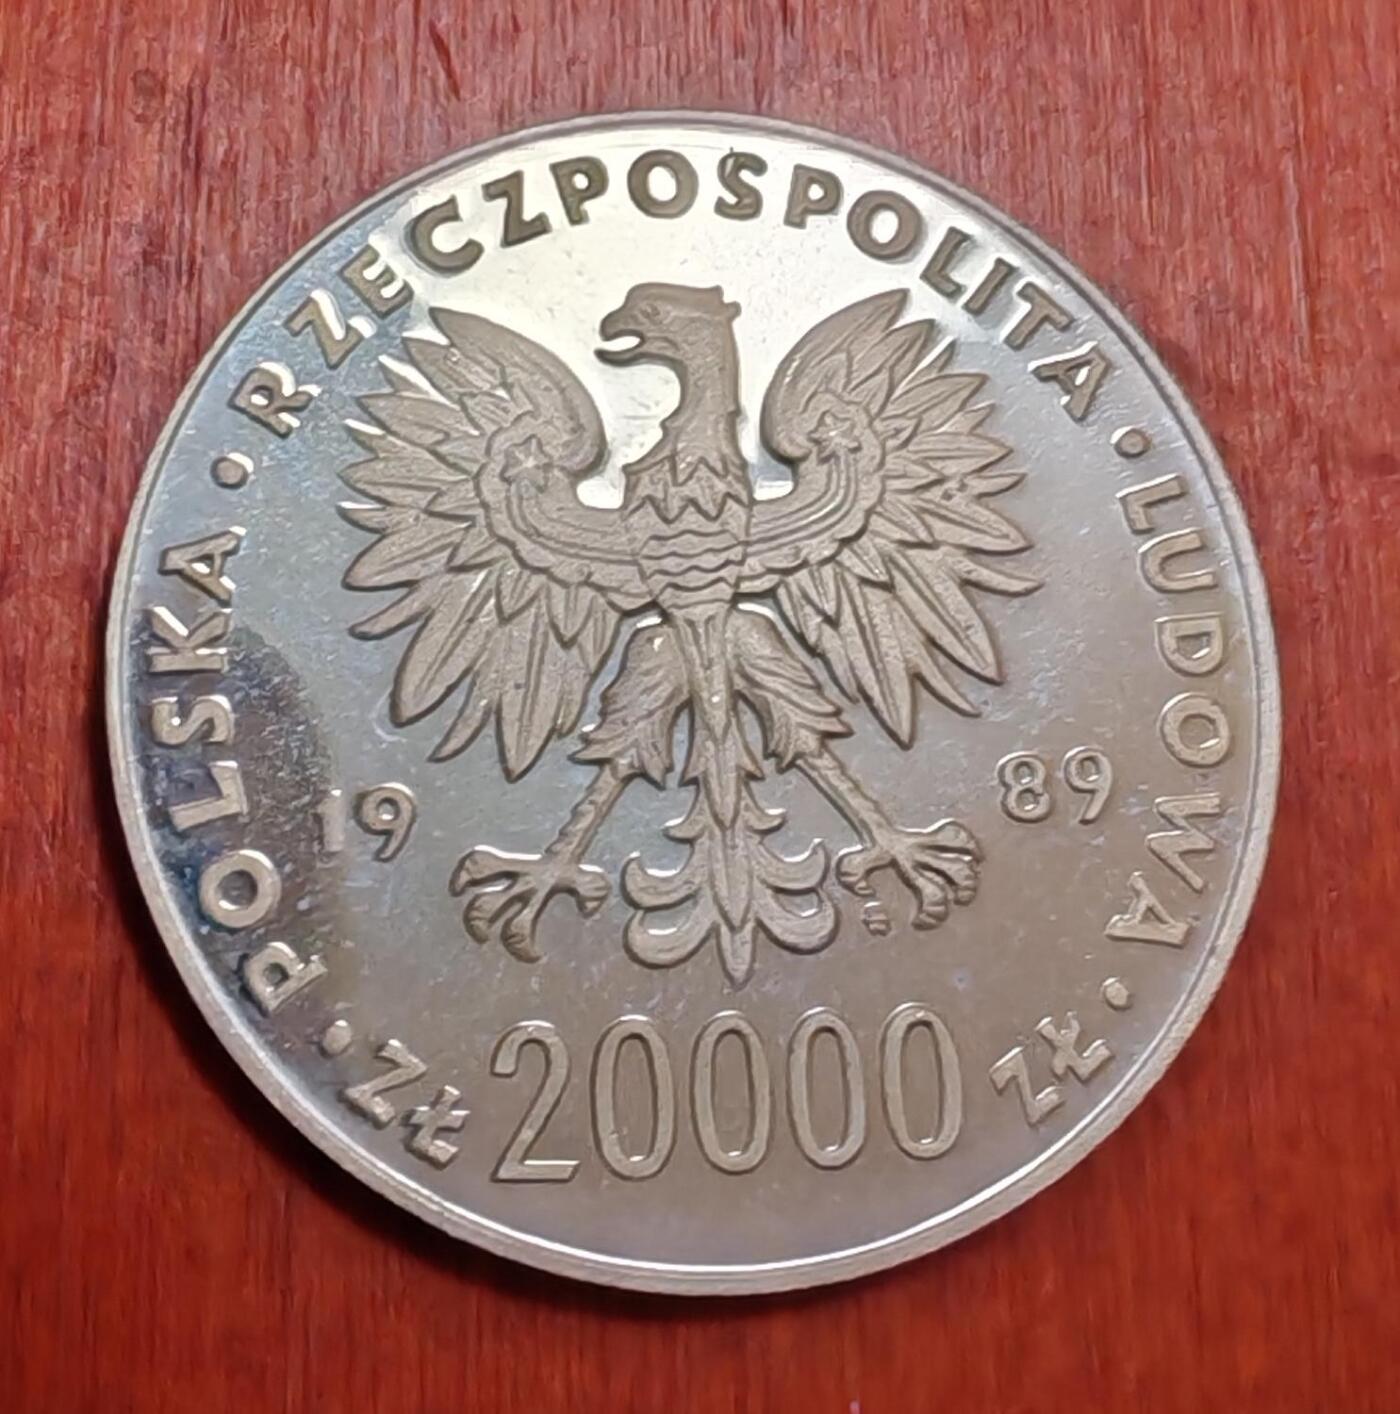 POLSKA · RZECZPOSPOLITA · LUDOWA
19 89
· ZŁ 20000 ZŁ ·